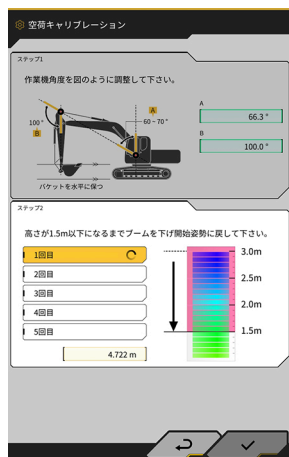 空荷キャリブレーション
ステップ1
作業機角度を図のように調整して下さい。
A
60 - 70 °
100 °
B
バケットを水平に保つ
A
66.3 °
B
100.0 °
ステップ2
高さが1.5m以下になるまでブームを下げ開始姿勢に戻して下さい。
1回目
2回目
3回目
4回目
5回目
4.722 m
3.0m
2.5m
2.0m
1.5m